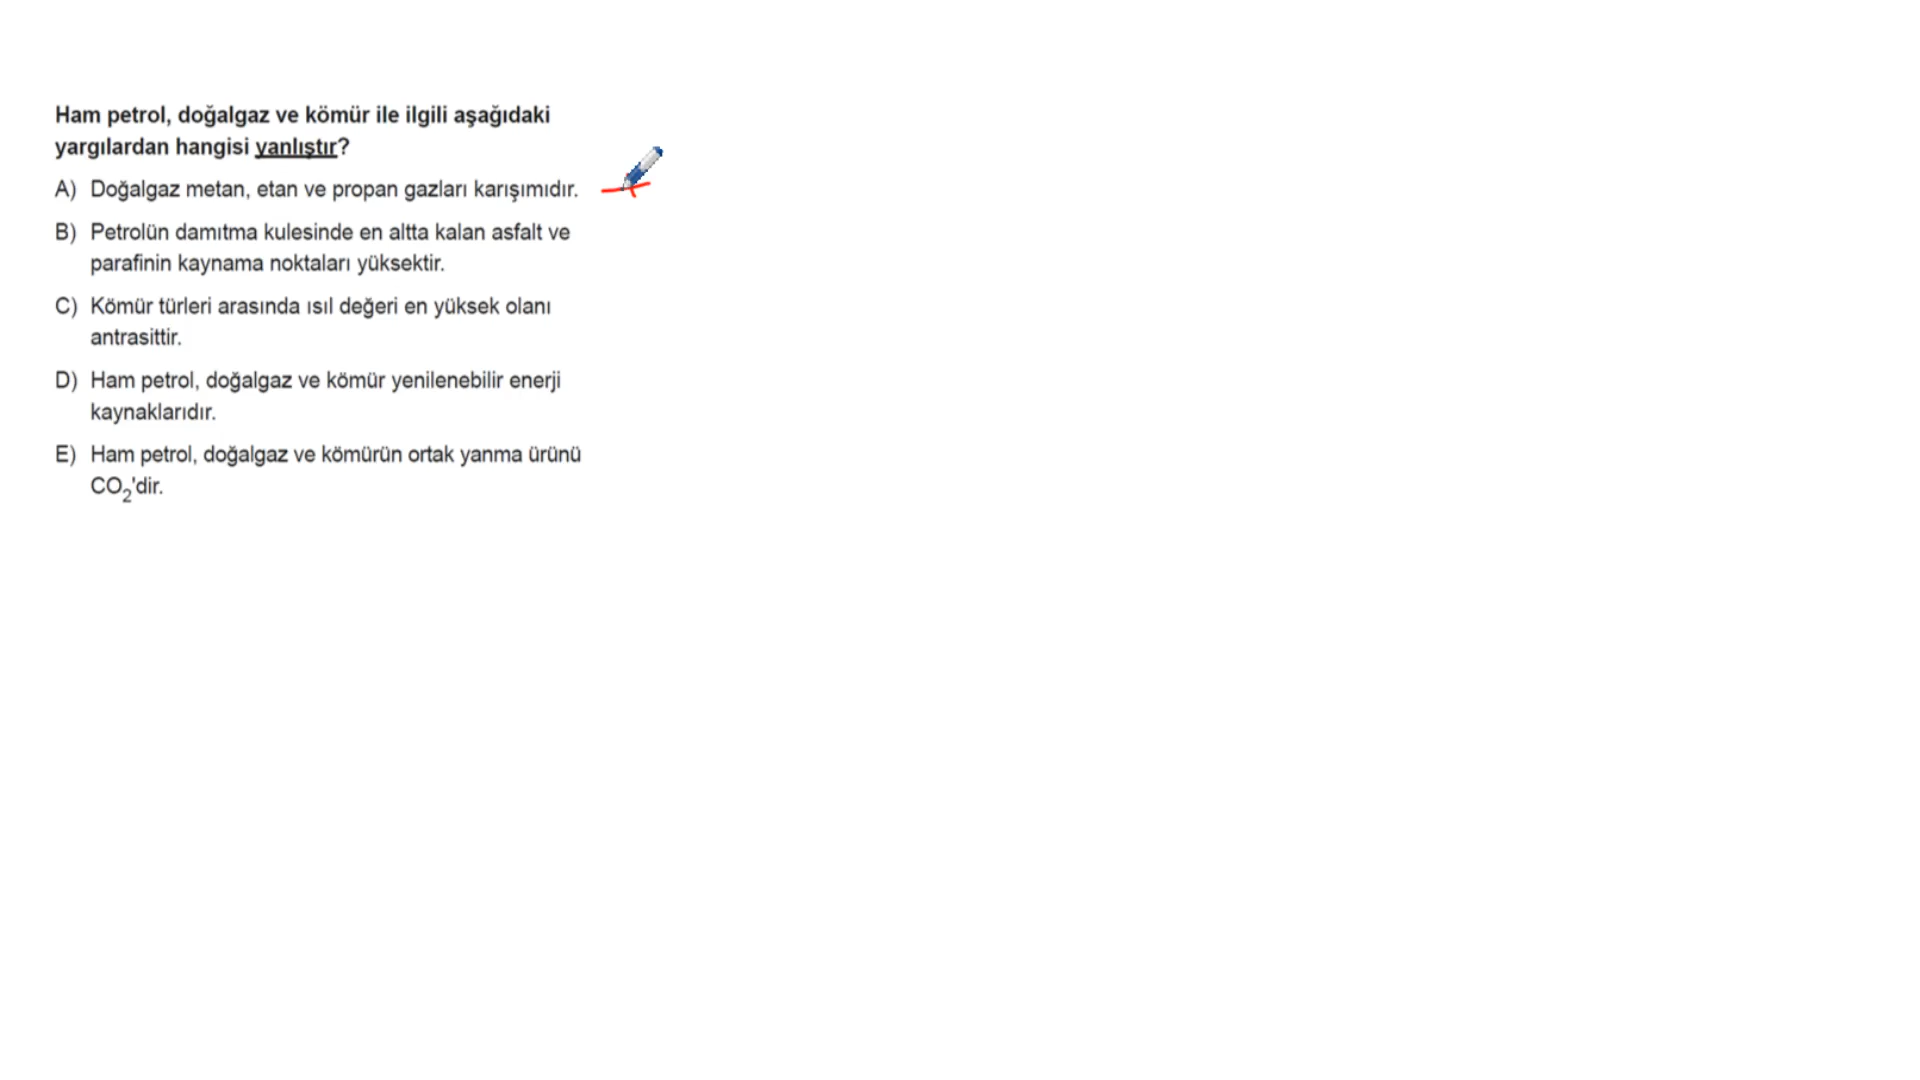 Ham petrol, doğalgaz ve kömür ile ilgili aşağıdaki
yargılardan hangisi yanlıştır?
A) Doğalgaz metan, etan ve propan gazları karışımıdır.
B) Petrolün damıtma kulesinde en altta kalan asfalt ve
parafinin kaynama noktaları yüksektir.
C) Kömür türleri arasında ısıl değeri en yüksek olanı
antrasittir.
D) Ham petrol, doğalgaz ve kömür yenilenebilir enerji
kaynaklarıdır.
E) Ham petrol, doğalgaz ve kömürün ortak yanma ürünü
CO₂'dir.